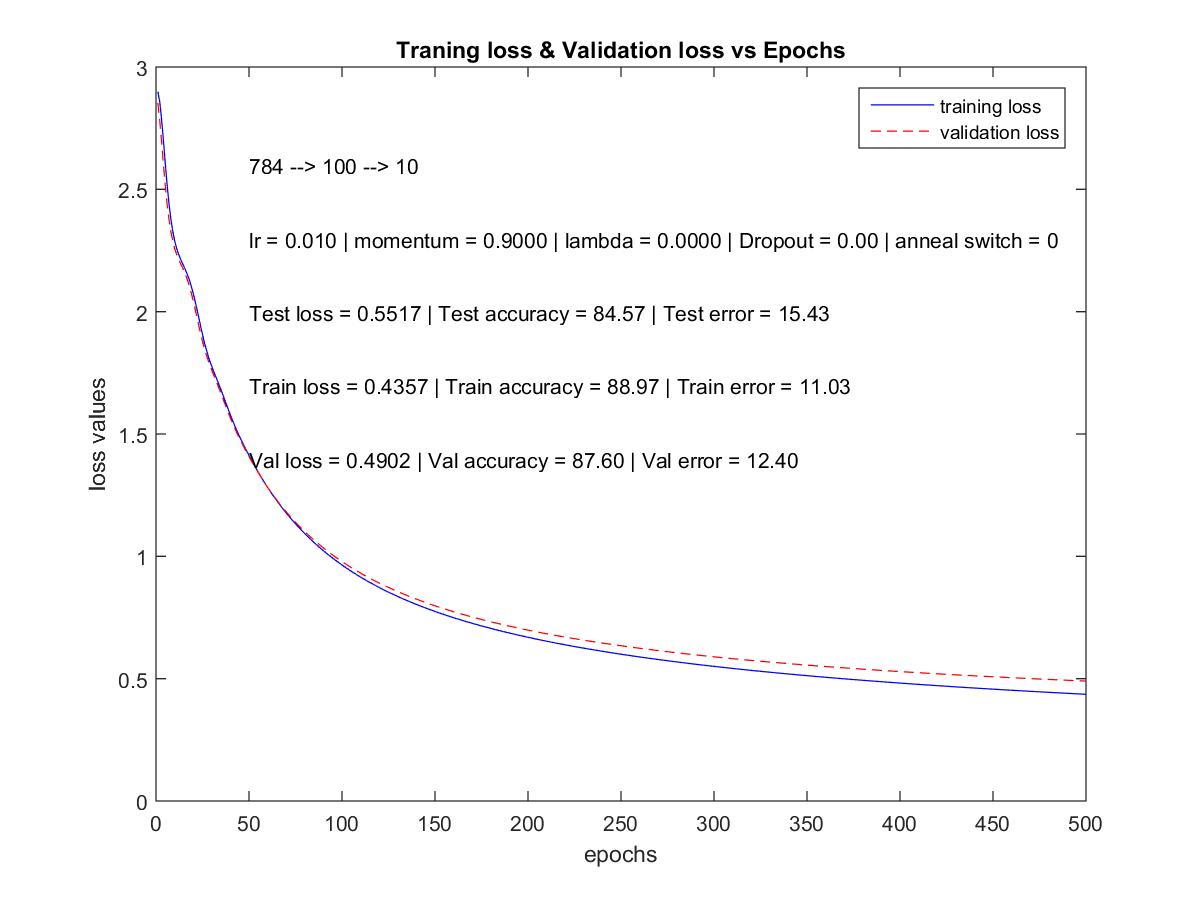 Traning loss & Validation loss vs Epochs
training loss
validation loss
784 --> 100 --> 10
lr = 0.010 | momentum = 0.9000 | lambda = 0.0000 | Dropout = 0.00 | anneal switch = 0
Test loss = 0.5517 | Test accuracy = 84.57 | Test error = 15.43
Train loss = 0.4357 | Train accuracy = 88.97 | Train error = 11.03
Val loss = 0.4902 | Val accuracy = 87.60 | Val error = 12.40
loss values
3
2.5
2
1.5
1
0.5
0
0 50 100 150 200 250 300 350 400 450 500
epochs